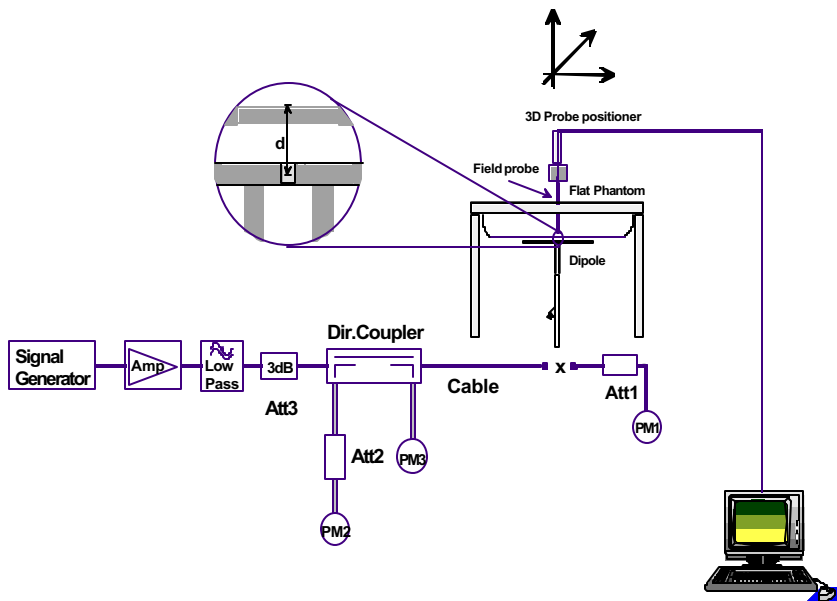 3D Probe positioner
d
Field probe
Flat Phantom
Dipole
Dir.Coupler
Signal
Generator
Amp
Low
Pass
3dB
Att3
Cable
x
Att1
PM1
Att2
PM3
PM2